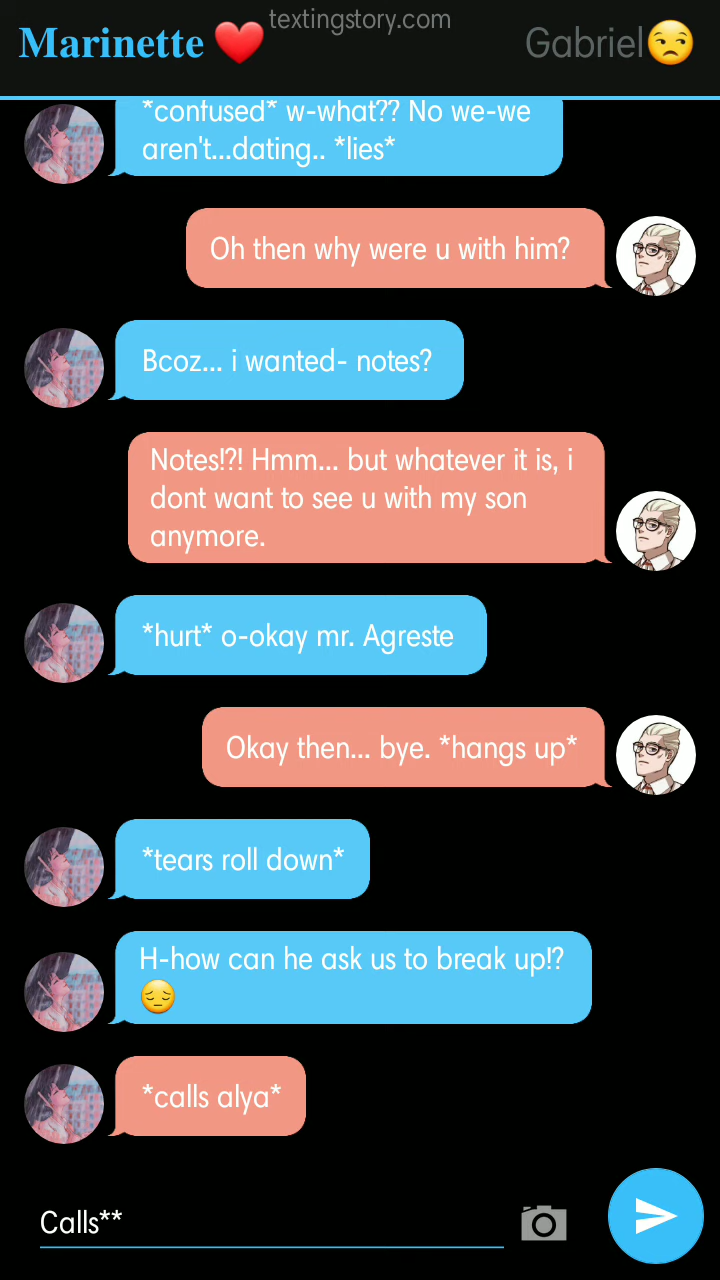 textingstory.com
Marinette ❤️ Gabriel😒
*confused* w-what?? No we-we
aren't...dating.. *lies*
Oh then why were u with him?
Bcoz... i wanted- notes?
Notes!?! Hmm... but whatever it is, i
dont want to see u with my son
anymore.
*hurt* o-okay mr. Agreste
Okay then... bye. *hangs up*
*tears roll down*
H-how can he ask us to break up!?
😔
*calls alya*
Calls**